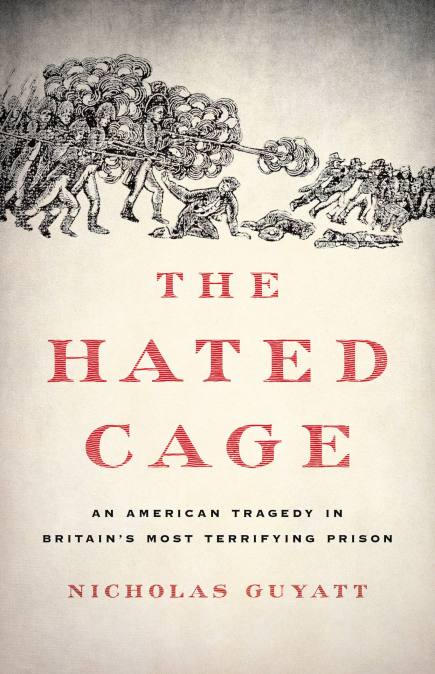 THE
HATED
CAGE
AN AMERICAN TRAGEDY IN
BRITAIN'S MOST TERRIFYING PRISON
NICHOLAS GUYATT